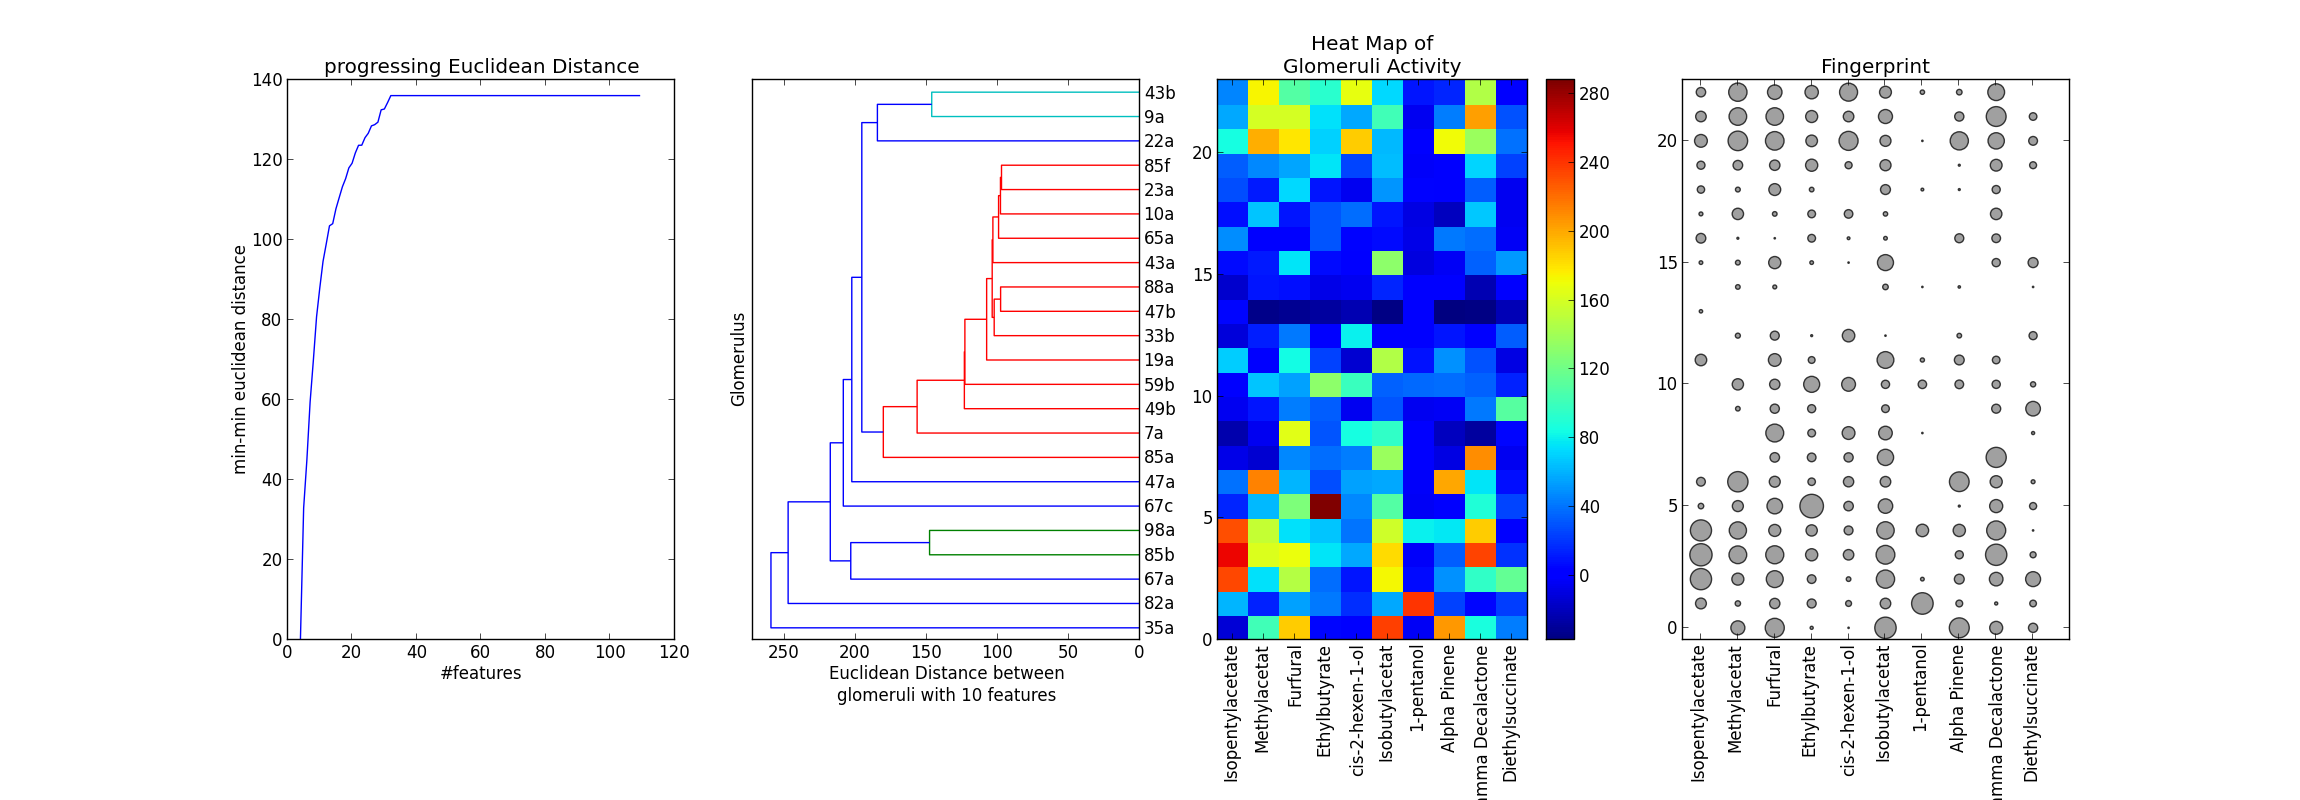 progressing Euclidean Distance
140
120
100
80
60
40
20
0
min-min euclidean distance
0 20 40 60 80 100 120
#features
Glomerulus
43b
9a
22a
85f
23a
10a
65a
43a
88a
47b
33b
19a
59b
49b
7a
85a
47a
67c
98a
85b
67a
82a
35a
250 200 150 100 50 0
Euclidean Distance between
glomeruli with 10 features
Heat Map of
Glomeruli Activity
20
15
10
5
0
Isopentylacetate
Methylacetat
Furfural
Ethylbutyrate
cis-2-hexen-1-ol
Isobutylacetat
1-pentanol
Alpha Pinene
mma Decalactone
Diethylsuccinate
280
240
200
160
120
80
40
0
Fingerprint
20
15
10
5
0
Isopentylacetate
Methylacetat
Furfural
Ethylbutyrate
cis-2-hexen-1-ol
Isobutylacetat
1-pentanol
Alpha Pinene
mma Decalactone
Diethylsuccinate